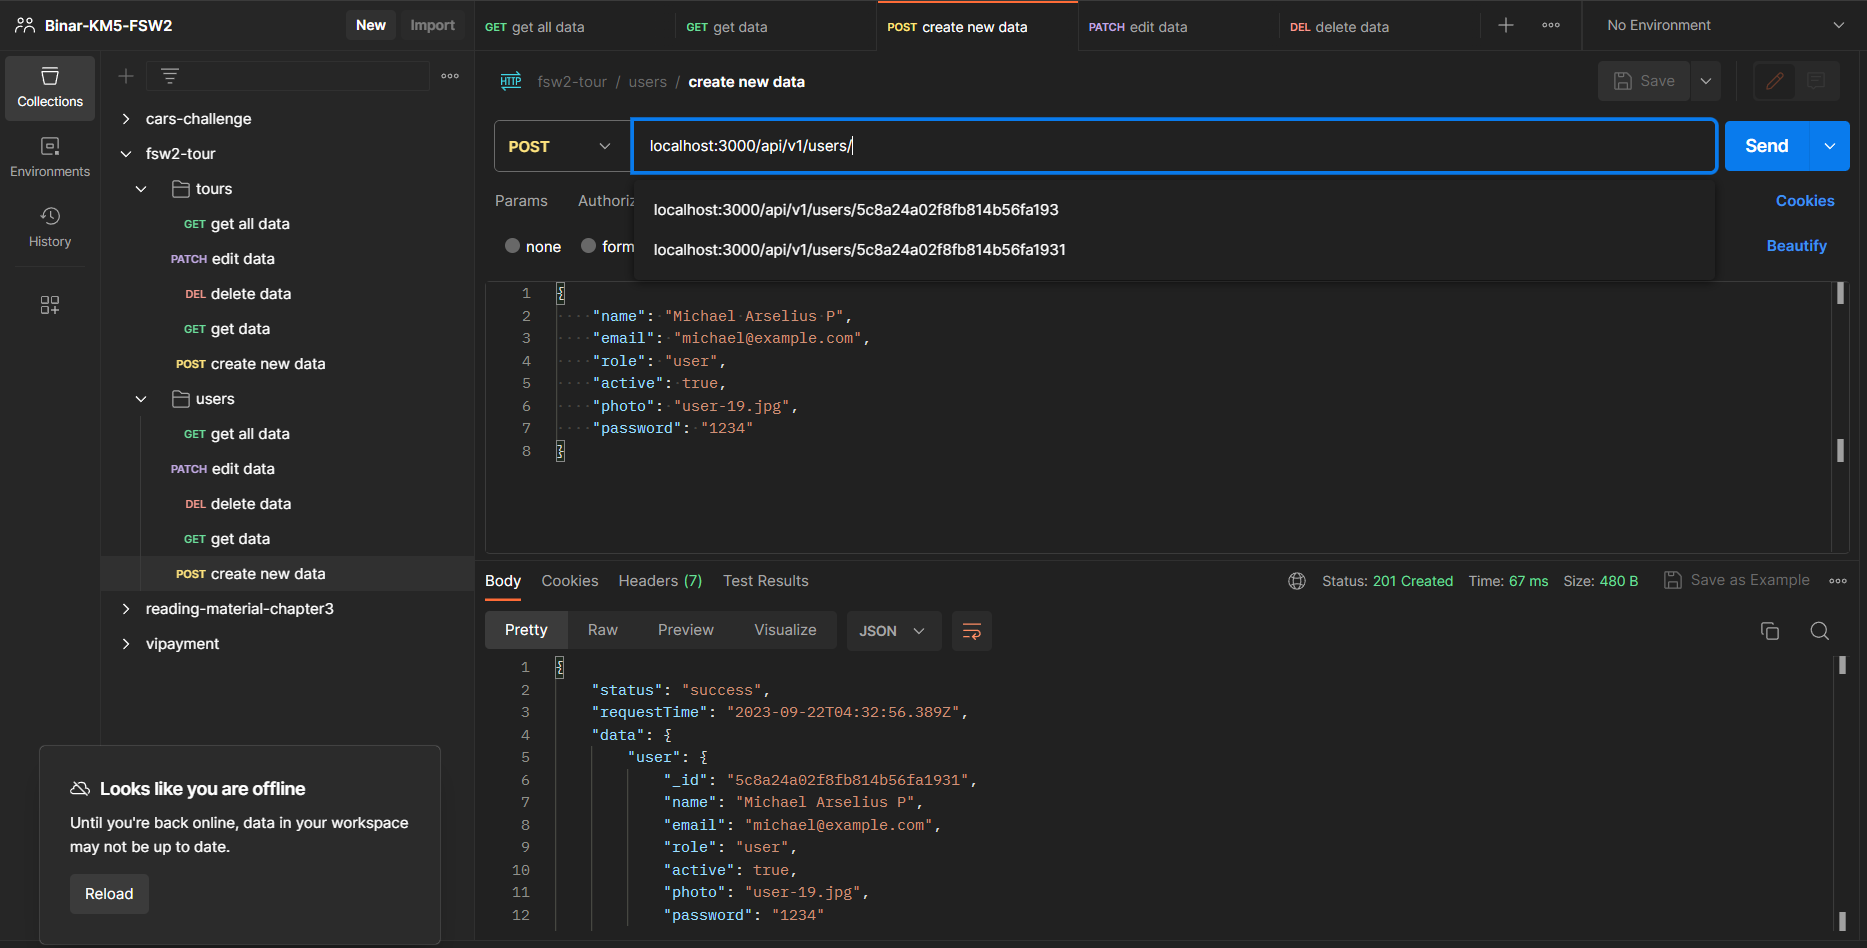 Binar-KM5-FSW2
New
Import
GET get all data
GET get data
POST create new data
PATCH edit data
DEL delete data
No Environment
Collections
Environments
History
cars-challenge
fsw2-tour
tours
GET get all data
PATCH edit data
DEL delete data
GET get data
POST create new data
users
GET get all data
PATCH edit data
DEL delete data
GET get data
POST create new data
reading-material-chapter3
vipayment
Looks like you are offline
Until you're back online, data in your workspace
may not be up to date.
Reload
HTTP fsw2-tour / users / create new data
Save
POST
localhost:3000/api/v1/users/
Send
localhost:3000/api/v1/users/5c8a24a02f8fb814b56fa193
localhost:3000/api/v1/users/5c8a24a02f8fb814b56fa1931
Params
Authoriz
Cookies
none
form
Beautify
1 {
2 "name": "Michael Arselius P",
3 "email": "michael@example.com",
4 "role": "user",
5 "active": true,
6 "photo": "user-19.jpg",
7 "password": "1234"
8 }
Body
Cookies
Headers (7)
Test Results
Status: 201 Created
Time: 67 ms
Size: 480 B
Save as Example
Pretty
Raw
Preview
Visualize
JSON
1 {
2 "status": "success",
3 "requestTime": "2023-09-22T04:32:56.389Z",
4 "data": {
5 "user": {
6 "_id": "5c8a24a02f8fb814b56fa1931",
7 "name": "Michael Arselius P",
8 "email": "michael@example.com",
9 "role": "user",
10 "active": true,
11 "photo": "user-19.jpg",
12 "password": "1234"